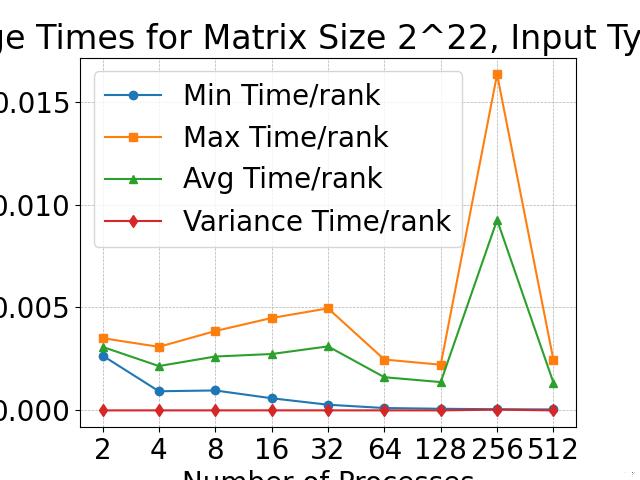 ge Times for Matrix Size 2^22, Input Ty
Min Time/rank
Max Time/rank
Avg Time/rank
Variance Time/rank
0.015
0.010
0.005
0.000
2 4 8 16 32 64 128 256 512
Number of Processes